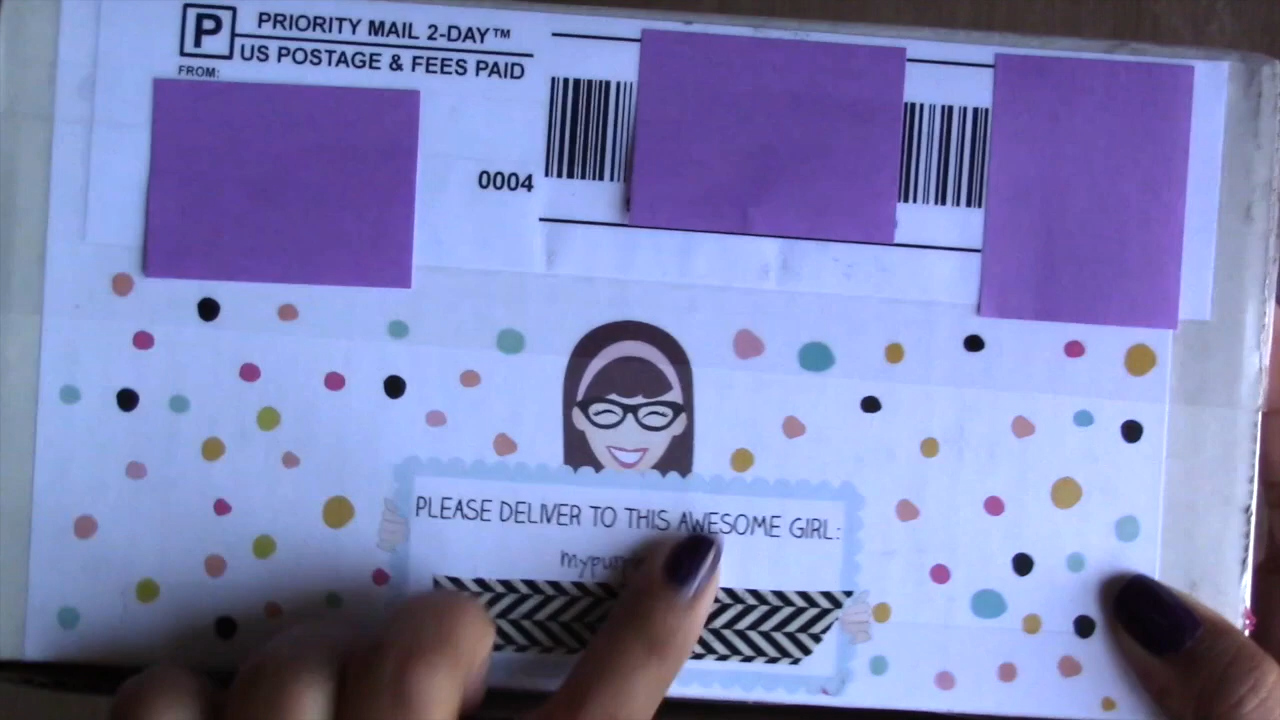 P
PRIORITY MAIL 2-DAY™
US POSTAGE & FEES PAID
FROM:
0004
PLEASE DELIVER TO THIS AWESOME GIRL: